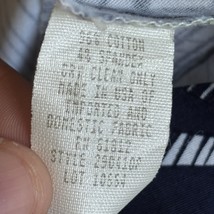 96% COTTON
4% SPANDEX
DRY CLEAN ONLY
MADE IN USA OF
IMPORTED AND
DOMESTIC FABRIC
RN 61812
STYLE
LOT 10554